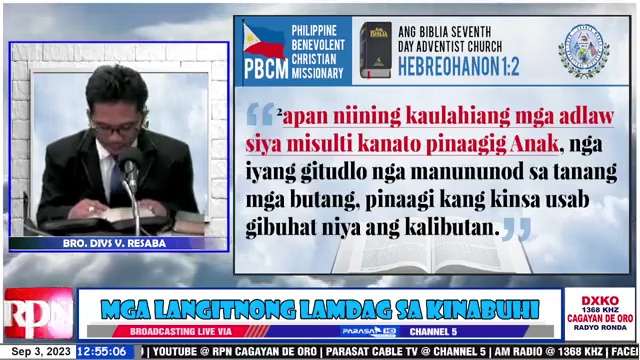 PBCM
PHILIPPINE
BENEVOLENT
CHRISTIAN
MISSIONARY
ANG BIBLIA SEVENTH
DAY ADVENTIST CHURCH
HEBREOHANON 1:2
"2apan niining kaulahiang mga adlaw
siya misulti kanato pinaagig Anak, nga
iyang gitudlo nga manununod sa tanang
mga butang, pinaagi kang kinsa usab
gibuhat niya ang kalibutan."
BRO. DIVS V. RESABA
RPN
MGA LANGITNONG LAMDAG SA KINABUHI
BROADCASTING LIVE VIA PARASAT HD CHANNEL 5
DXKO
1368 KHZ
CAGAYAN DE ORO
RADYO RONDA
Sep 3, 2023 12:55:06 | YOUTUBE @ RPN CAGAYAN DE ORO | PARASAT CABLE TV @ CHANNEL 5 | AM RADIO @ 1368 KHZ